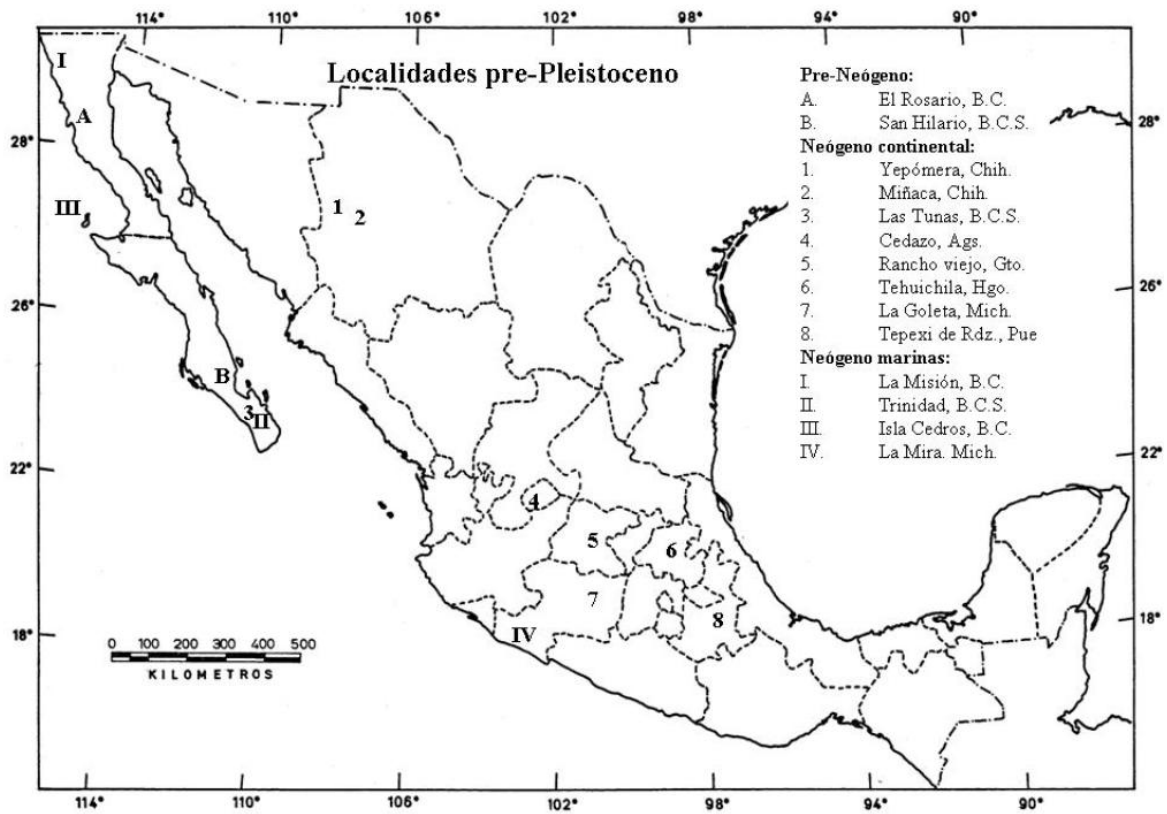 114° 110° 106° 102° 98° 94° 90°
Localidades pre-Pleistoceno
Pre-Neógeno:
A. El Rosario, B.C.
B. San Hilario, B.C.S.
Neógeno continental:
1. Yepómera, Chih.
2. Miñaca, Chih.
3. Las Tunas, B.C.S.
4. Cedazo, Ags.
5. Rancho viejo, Gto.
6. Tehuichila, Hgo.
7. La Goleta, Mich.
8. Tepexi de Rdz., Pue
Neógeno marinas:
I. La Misión, B.C.
II. Trinidad, B.C.S.
III. Isla Cedros, B.C.
IV. La Mira. Mich.
I
A
28° 28°
III
1 2
26° 26°
B
3 II
22° 22°
4
5 6
7 8
18° IV 18°
0 100 200 300 400 500
KILOMETROS
114° 110° 106° 102° 98° 94° 90°